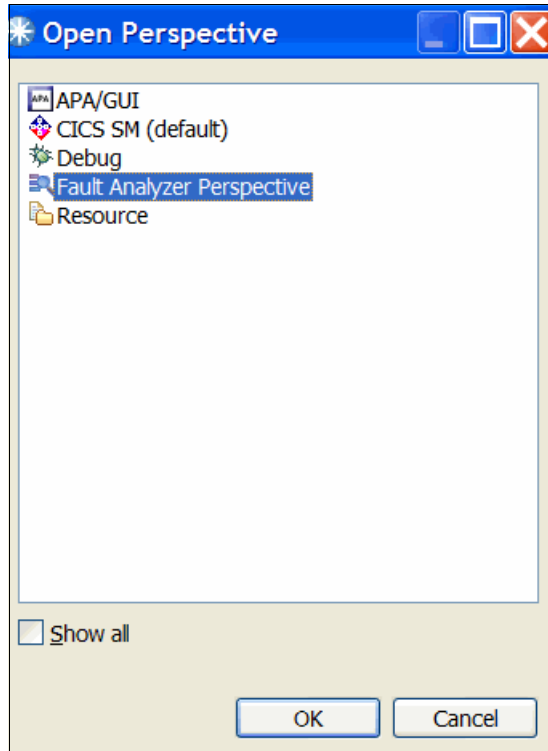 Open Perspective
APA APA/GUI
CICS SM (default)
Debug
Fault Analyzer Perspective
Resource
Show all
OK Cancel